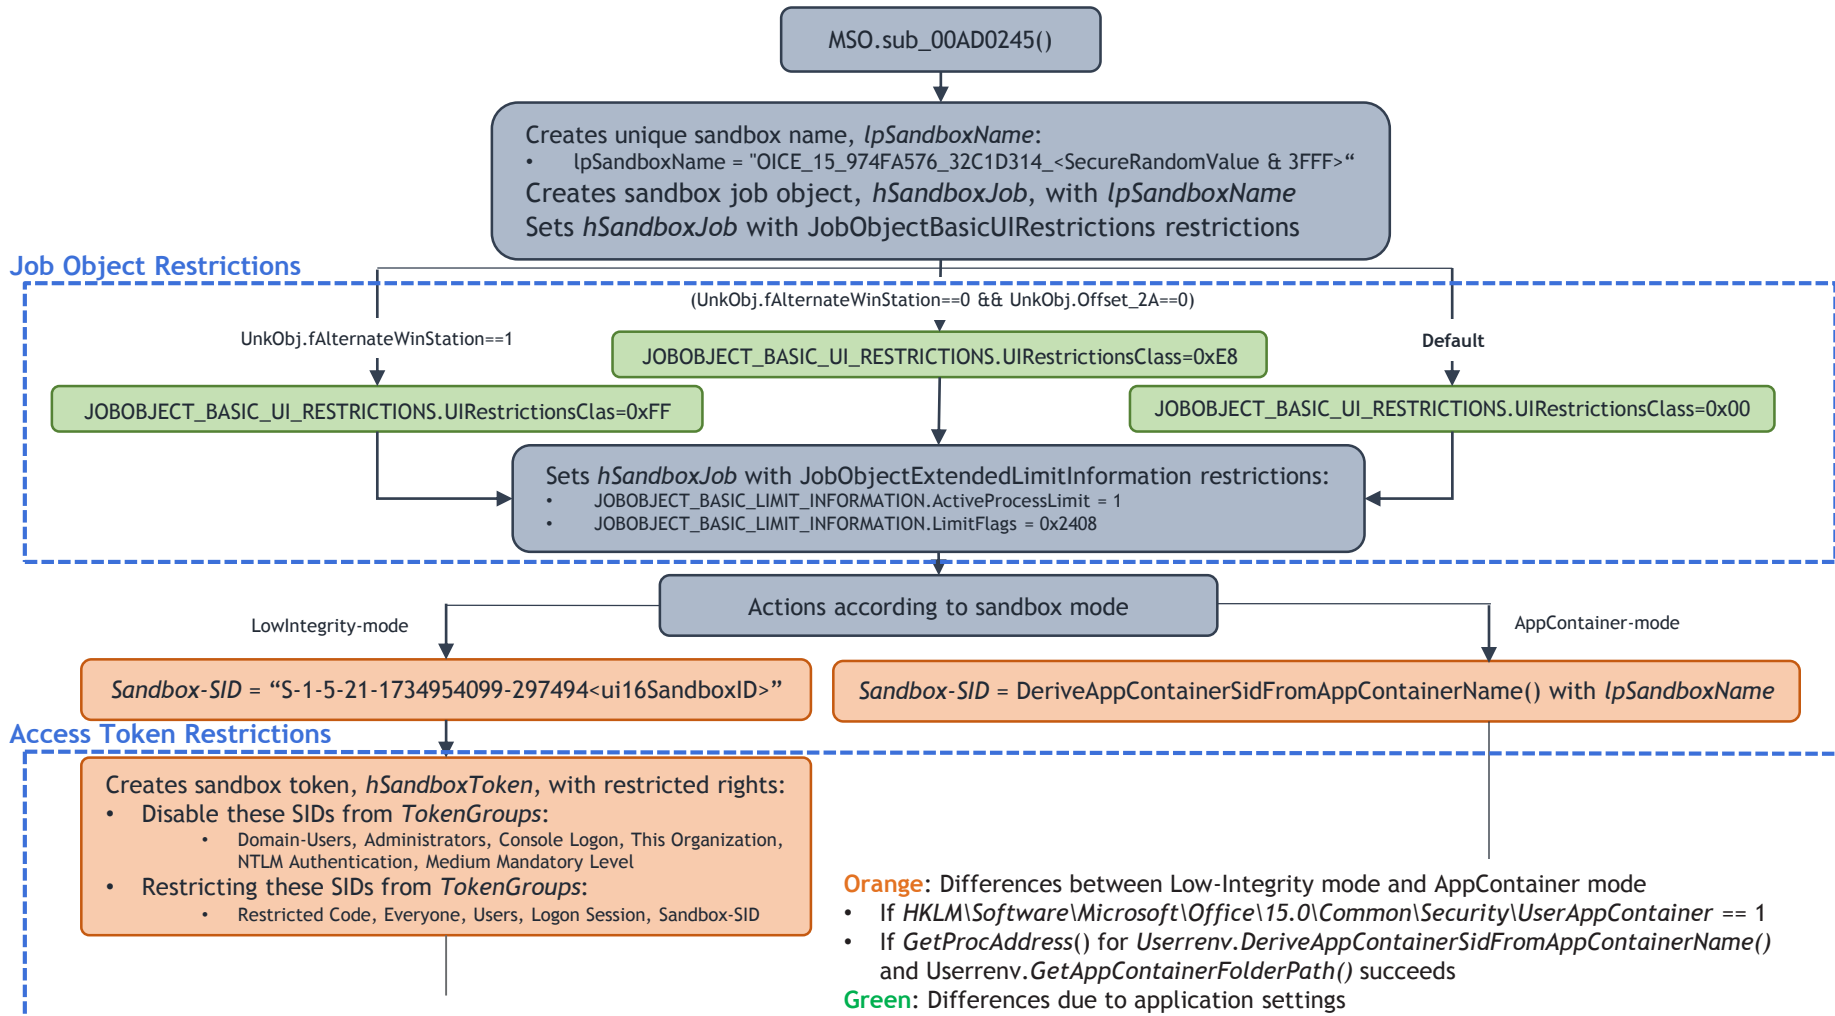 MSO.sub_00AD0245()
Creates unique sandbox name, lpSandboxName:
• lpSandboxName = "OICE_15_974FA576_32C1D314_<SecureRandomValue & 3FFF>“
Creates sandbox job object, hSandboxJob, with lpSandboxName
Sets hSandboxJob with JobObjectBasicUIRestrictions restrictions
Job Object Restrictions
(UnkObj.fAlternateWinStation==0 && UnkObj.Offset_2A==0)
UnkObj.fAlternateWinStation==1
Default
JOBOBJECT_BASIC_UI_RESTRICTIONS.UIRestrictionsClass=0xE8
JOBOBJECT_BASIC_UI_RESTRICTIONS.UIRestrictionsClas=0xFF
JOBOBJECT_BASIC_UI_RESTRICTIONS.UIRestrictionsClass=0x00
Sets hSandboxJob with JobObjectExtendedLimitInformation restrictions:
• JOBOBJECT_BASIC_LIMIT_INFORMATION.ActiveProcessLimit = 1
• JOBOBJECT_BASIC_LIMIT_INFORMATION.LimitFlags = 0x2408
Actions according to sandbox mode
LowIntegrity-mode
AppContainer-mode
Sandbox-SID = “S-1-5-21-1734954099-297494<ui16SandboxID>”
Sandbox-SID = DeriveAppContainerSidFromAppContainerName() with lpSandboxName
Access Token Restrictions
Creates sandbox token, hSandboxToken, with restricted rights:
• Disable these SIDs from TokenGroups:
• Domain-Users, Administrators, Console Logon, This Organization,
NTLM Authentication, Medium Mandatory Level
• Restricting these SIDs from TokenGroups:
• Restricted Code, Everyone, Users, Logon Session, Sandbox-SID
Orange: Differences between Low-Integrity mode and AppContainer mode
• If HKLM\Software\Microsoft\Office\15.0\Common\Security\UserAppContainer == 1
• If GetProcAddress() for Userrenv.DeriveAppContainerSidFromAppContainerName()
and Userrenv.GetAppContainerFolderPath() succeeds
Green: Differences due to application settings